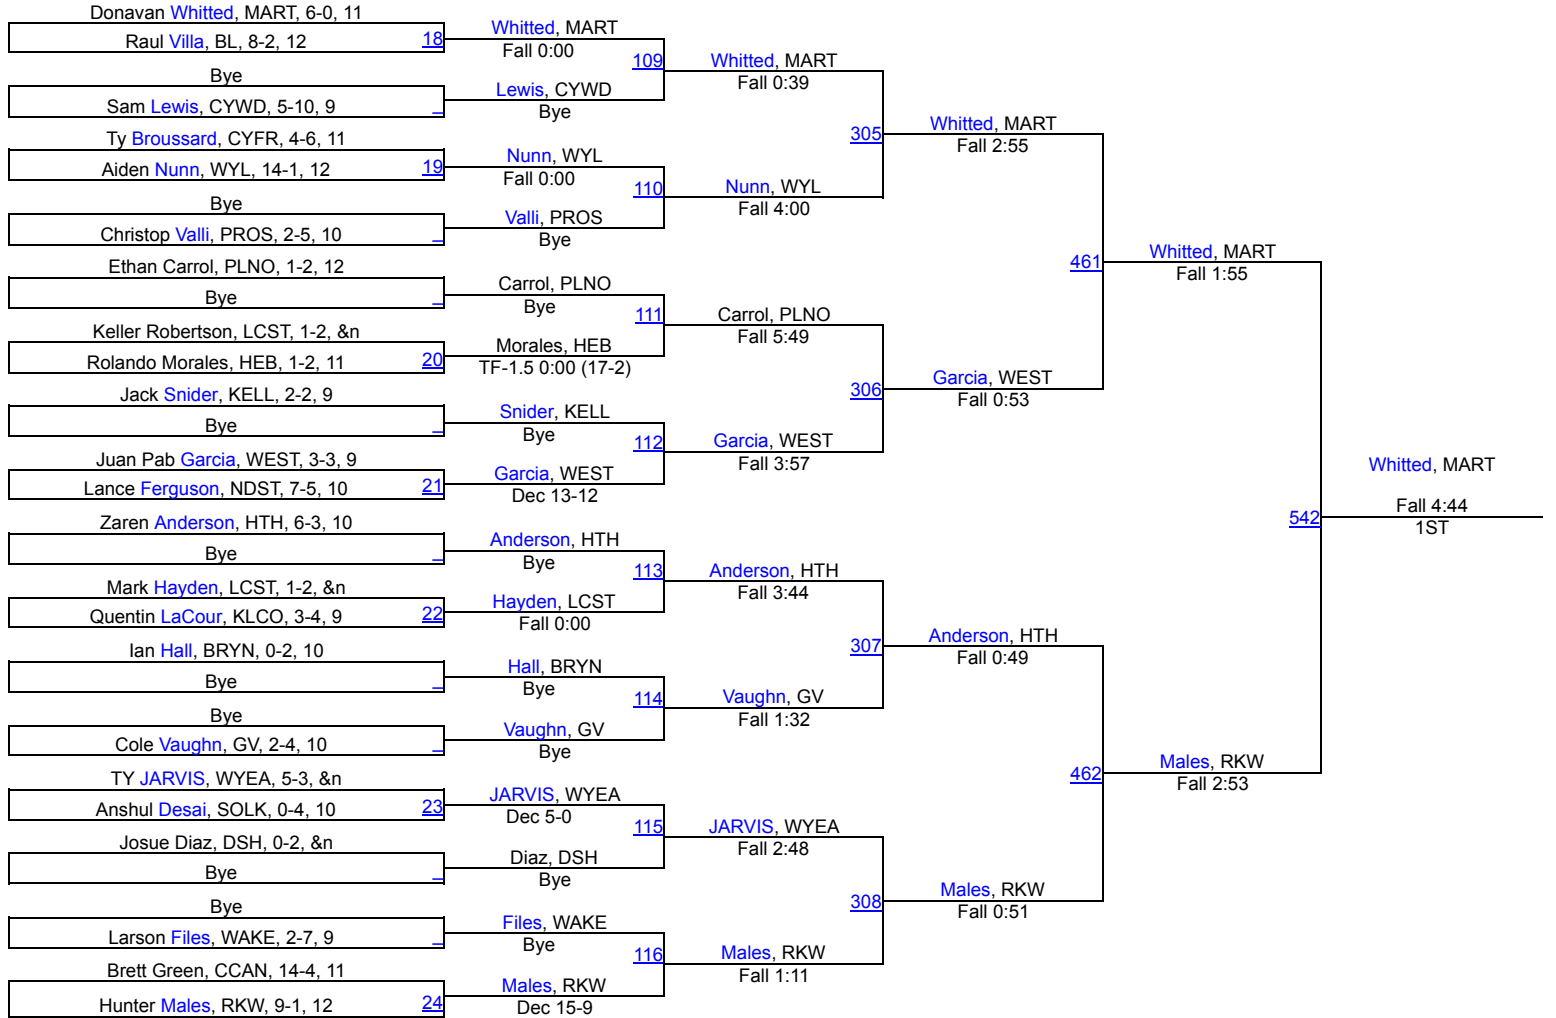 Donavan Whitted, MART, 6-0, 11
Raul Villa, BL, 8-2, 12
18
Bye
Sam Lewis, CYWD, 5-10, 9
Ty Broussard, CYFR, 4-6, 11
Aiden Nunn, WYL, 14-1, 12
19
Bye
Christop Valli, PROS, 2-5, 10
Ethan Carrol, PLNO, 1-2, 12
Bye
Keller Robertson, LCST, 1-2, &n
Rolando Morales, HEB, 1-2, 11
20
Jack Snider, KELL, 2-2, 9
Bye
Juan Pab Garcia, WEST, 3-3, 9
Lance Ferguson, NDST, 7-5, 10
21
Zaren Anderson, HTH, 6-3, 10
Bye
Mark Hayden, LCST, 1-2, &n
Quentin LaCour, KLCO, 3-4, 9
22
Ian Hall, BRYN, 0-2, 10
Bye
Bye
Cole Vaughn, GV, 2-4, 10
TY JARVIS, WYEA, 5-3, &n
Anshul Desai, SOLK, 0-4, 10
23
Josue Diaz, DSH, 0-2, &n
Bye
Bye
Larson Files, WAKE, 2-7, 9
Brett Green, CCAN, 14-4, 11
Hunter Males, RKW, 9-1, 12
24
Whitted, MART
Fall 0:00
109
Lewis, CYWD
Bye
Nunn, WYL
Fall 0:00
110
Valli, PROS
Bye
Carrol, PLNO
Bye
111
Morales, HEB
TF-1.5 0:00 (17-2)
Snider, KELL
Bye
112
Garcia, WEST
Dec 13-12
Anderson, HTH
Bye
113
Hayden, LCST
Fall 0:00
Hall, BRYN
Bye
114
Vaughn, GV
Bye
JARVIS, WYEA
Dec 5-0
115
Diaz, DSH
Bye
Files, WAKE
Bye
116
Males, RKW
Dec 15-9
Whitted, MART
Fall 0:39
305
Nunn, WYL
Fall 4:00
Carrol, PLNO
Fall 5:49
306
Garcia, WEST
Fall 3:57
Anderson, HTH
Fall 3:44
307
Vaughn, GV
Fall 1:32
JARVIS, WYEA
Fall 2:48
308
Males, RKW
Fall 1:11
Whitted, MART
Fall 2:55
461
Garcia, WEST
Fall 0:53
Anderson, HTH
Fall 0:49
462
Males, RKW
Fall 0:51
Whitted, MART
Fall 1:55
542
Males, RKW
Fall 2:53
Whitted, MART
Fall 4:44
1ST